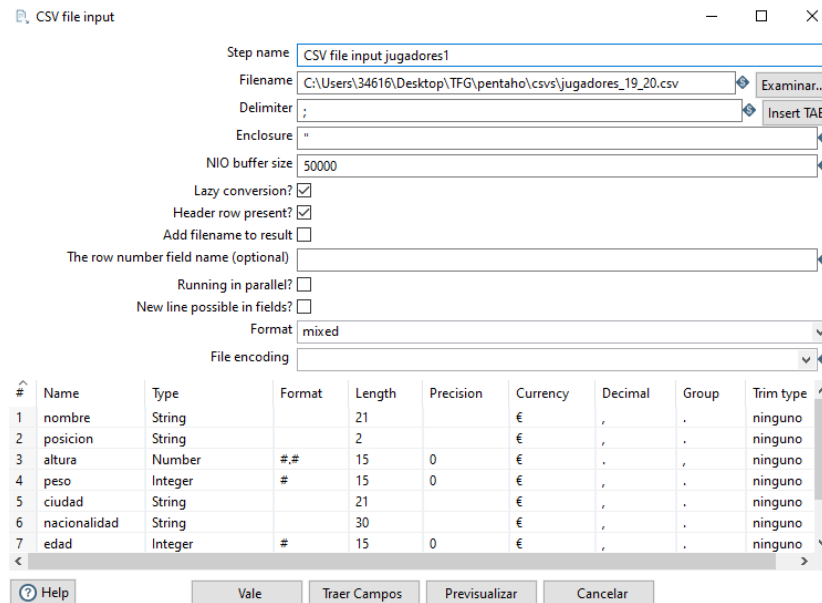 CSV file input
Step name CSV file input jugadores1
Filename C:\Users\34616\Desktop\TFG\pentaho\csvs\jugadores_19_20.csv Examinar..
Delimiter ; Insert TAB
Enclosure "
NIO buffer size 50000
Lazy conversion?
Header row present?
Add filename to result
The row number field name (optional)
Running in parallel?
New line possible in fields?
Format mixed
File encoding
# Name Type Format Length Precision Currency Decimal Group Trim type
1 nombre String 21 € , . ninguno
2 posicion String 2 € , . ninguno
3 altura Number #.# 15 0 € . , ninguno
4 peso Integer # 15 0 € , . ninguno
5 ciudad String 21 € , . ninguno
6 nacionalidad String 30 € , . ninguno
7 edad Integer # 15 0 € , . ninguno
Help Vale Traer Campos Previsualizar Cancelar